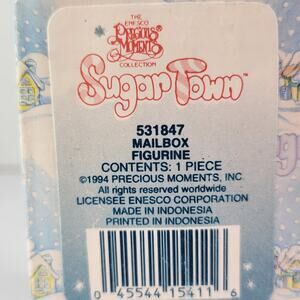 THE
ENESCO
PRECIOUS
MOMENTS
COLLECTION
Sugar Town
531847
MAILBOX
FIGURINE
CONTENTS: 1 PIECE
©1994 PRECIOUS MOMENTS, INC.
All rights reserved worldwide
LICENSEE ENESCO CORPORATION
MADE IN INDONESIA
PRINTED IN INDONESIA
0 45544 15411 6